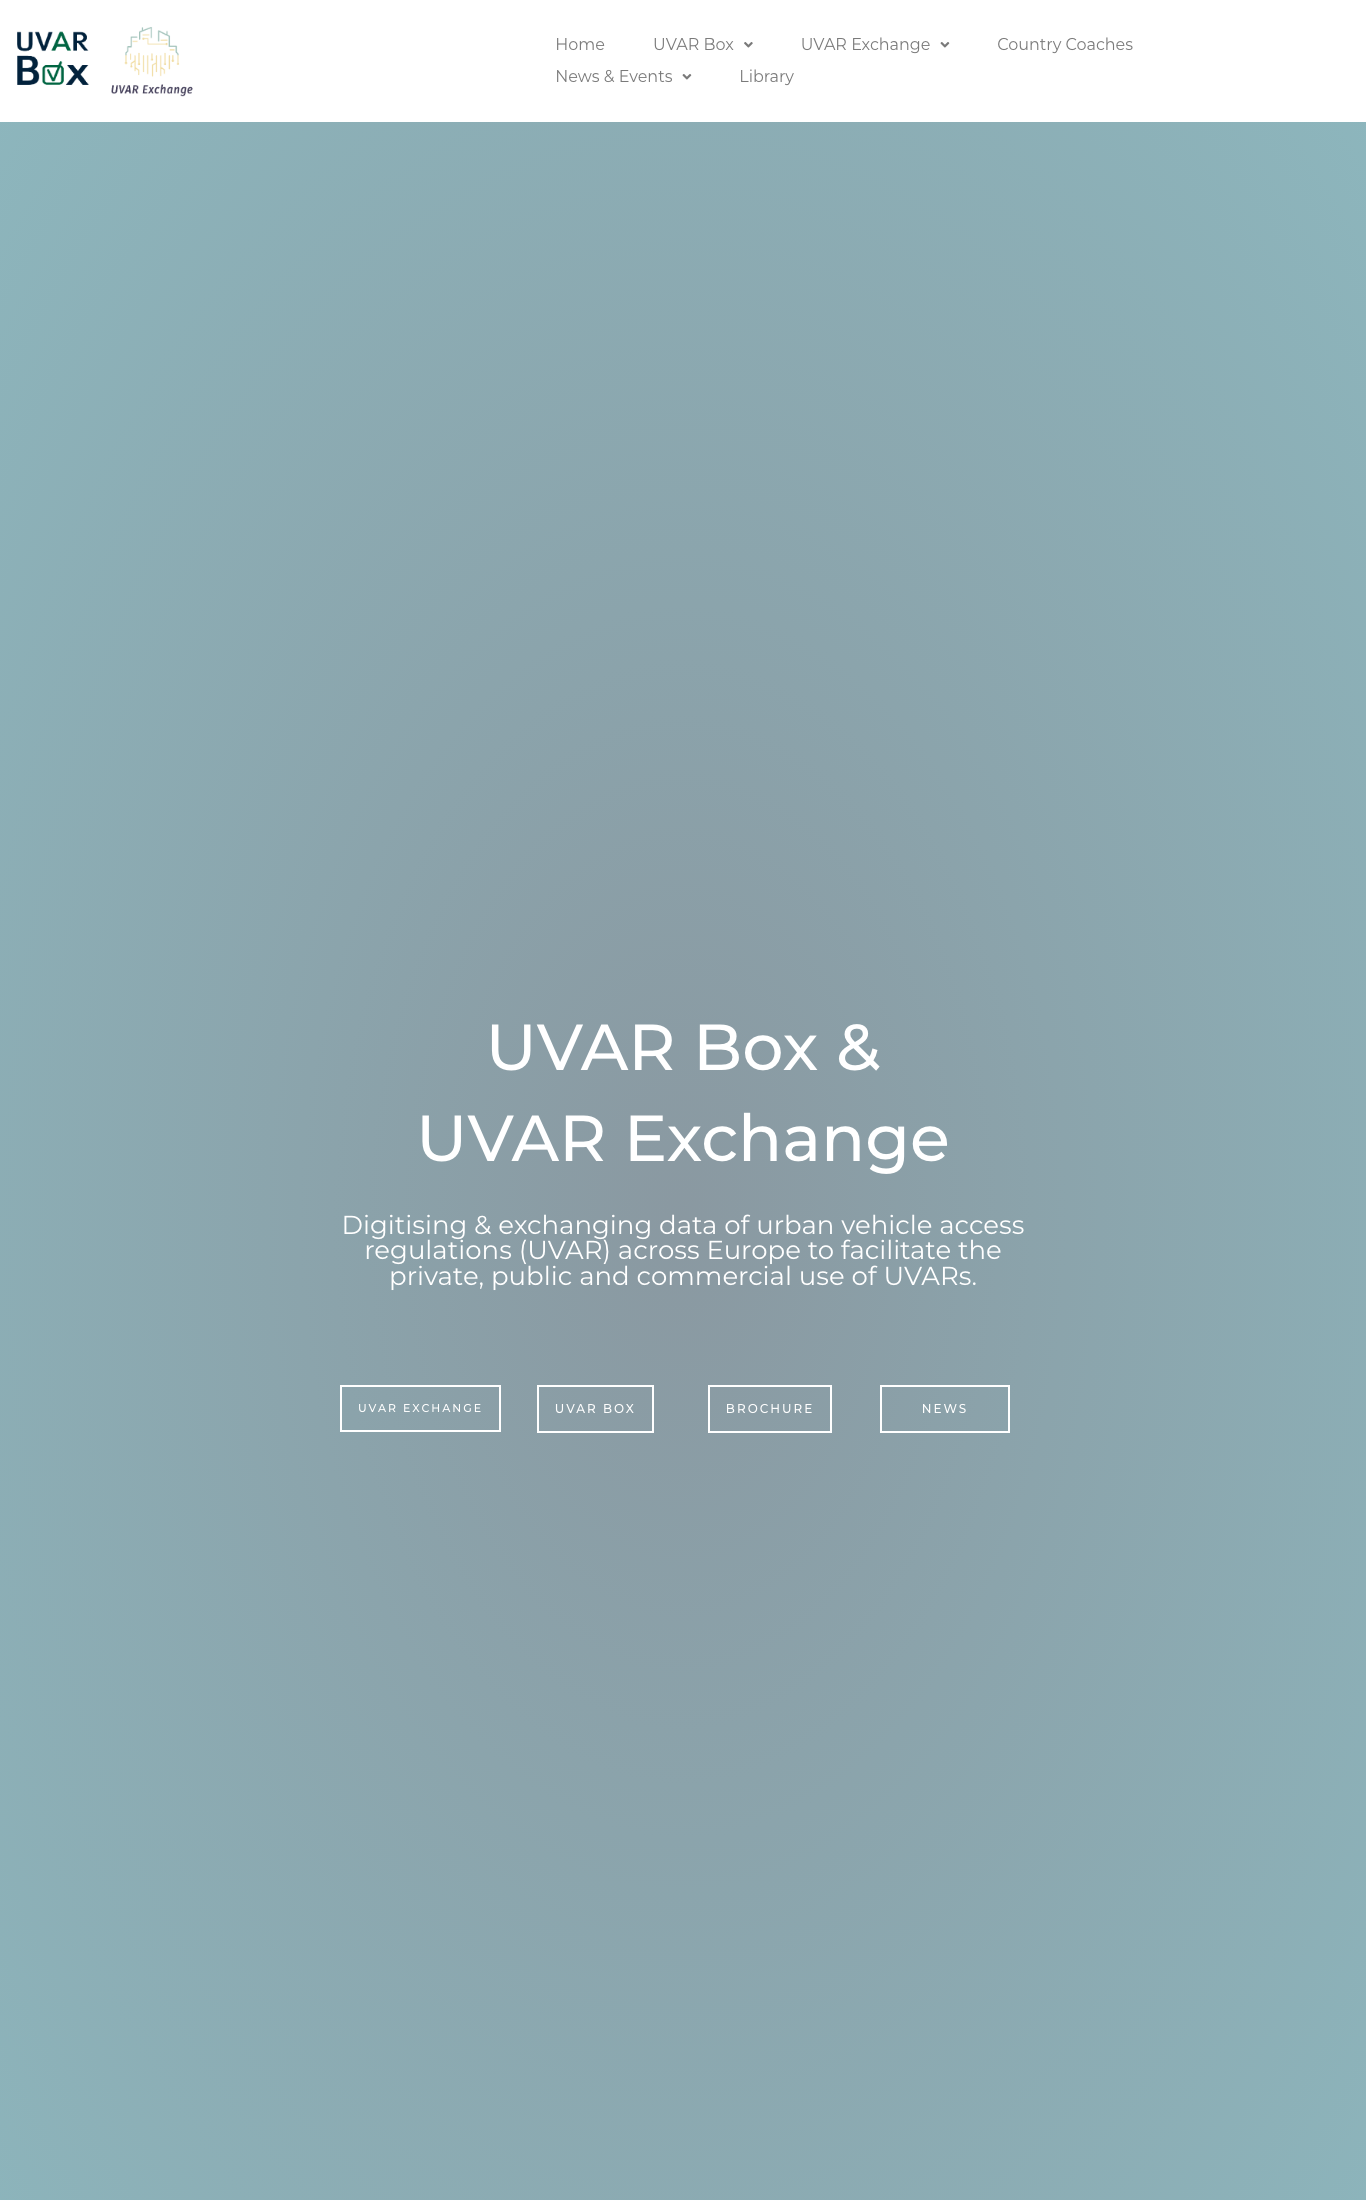 UVAR
Box
UVAR Exchange
Home UVAR Box UVAR Exchange Country Coaches
News & Events Library
UVAR Box &
UVAR Exchange
Digitising & exchanging data of urban vehicle access
regulations (UVAR) across Europe to facilitate the
private, public and commercial use of UVARs.
UVAR EXCHANGE UVAR BOX BROCHURE NEWS